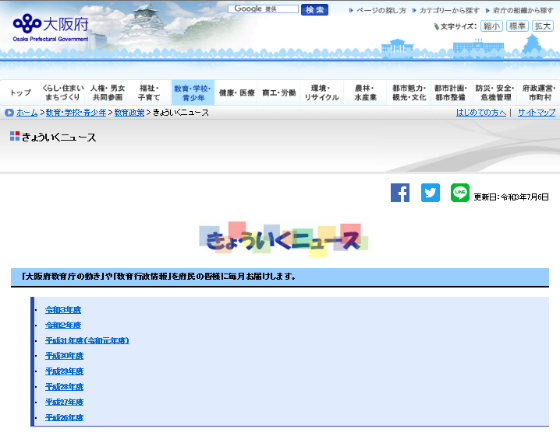 大阪府
Osaka Prefectural Government
Google 提供 検索
ページの探し方 カテゴリーから探す 府庁の組織から探す
文字サイズ： 縮小 標準 拡大
トップ くらし・住まい まちづくり 人権・男女 共同参画 福祉・ 子育て 教育・学校・ 青少年 健康・医療 商工・労働 環境・ リサイクル 農林・ 水産業 都市魅力・ 観光・文化 都市計画・ 都市整備 防災・安全・ 危機管理 府政運営・ 市町村
ホーム > 教育・学校・青少年 > 教育政策 > きょういくニュース はじめての方へ | サイトマップ
きょういくニュース
LINE 更新日：令和3年7月6日
きょういくニュース
「大阪府教育庁の動き」や「教育行政情報」を府民の皆様に毎月お届けします。
・ 令和3年度
・ 令和2年度
・ 平成31年度（令和元年度）
・ 平成30年度
・ 平成29年度
・ 平成28年度
・ 平成27年度
・ 平成26年度